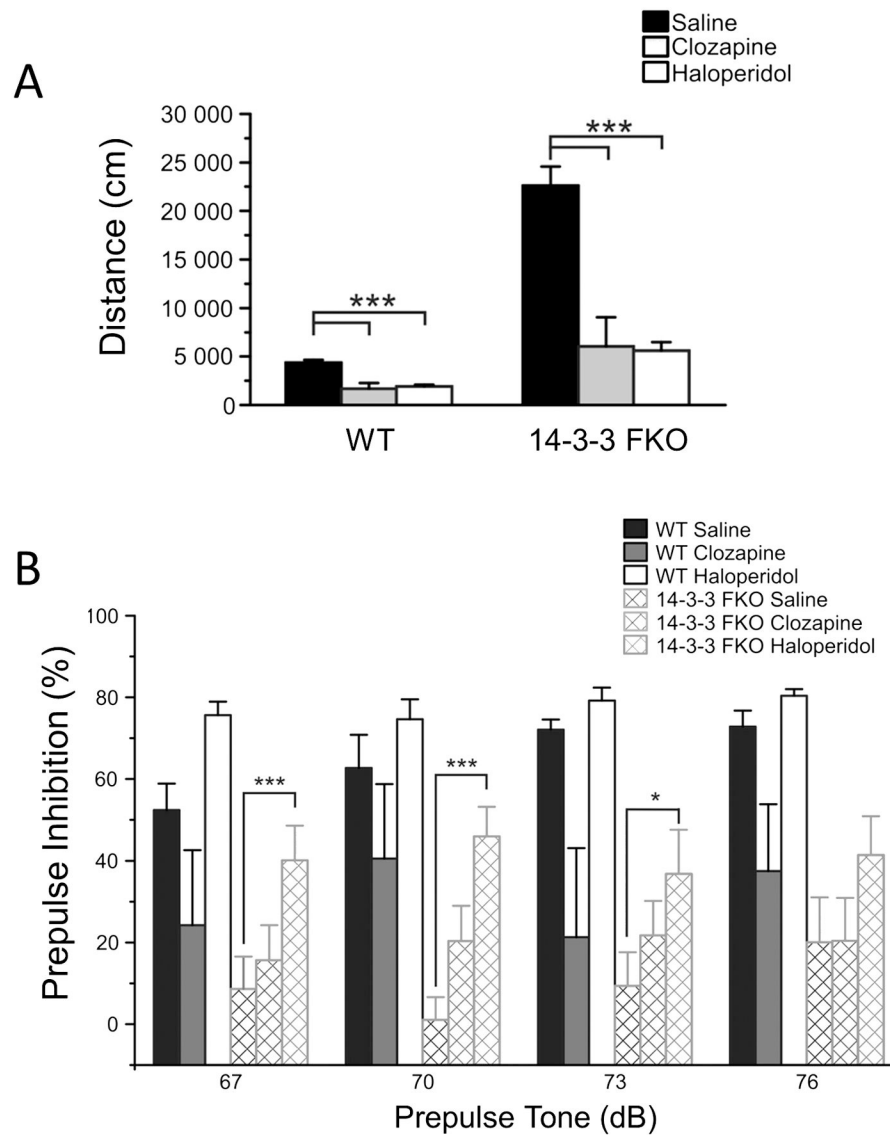 Saline
Clozapine
Haloperidol
A
30 000
25 000
20 000
15 000
10 000
5 000
0
Distance (cm)
***
***
WT
14-3-3 FKO
WT Saline
WT Clozapine
WT Haloperidol
14-3-3 FKO Saline
14-3-3 FKO Clozapine
14-3-3 FKO Haloperidol
B
100
80
60
40
20
0
Prepulse Inhibition (%)
***
***
*
67
70
73
76
Prepulse Tone (dB)